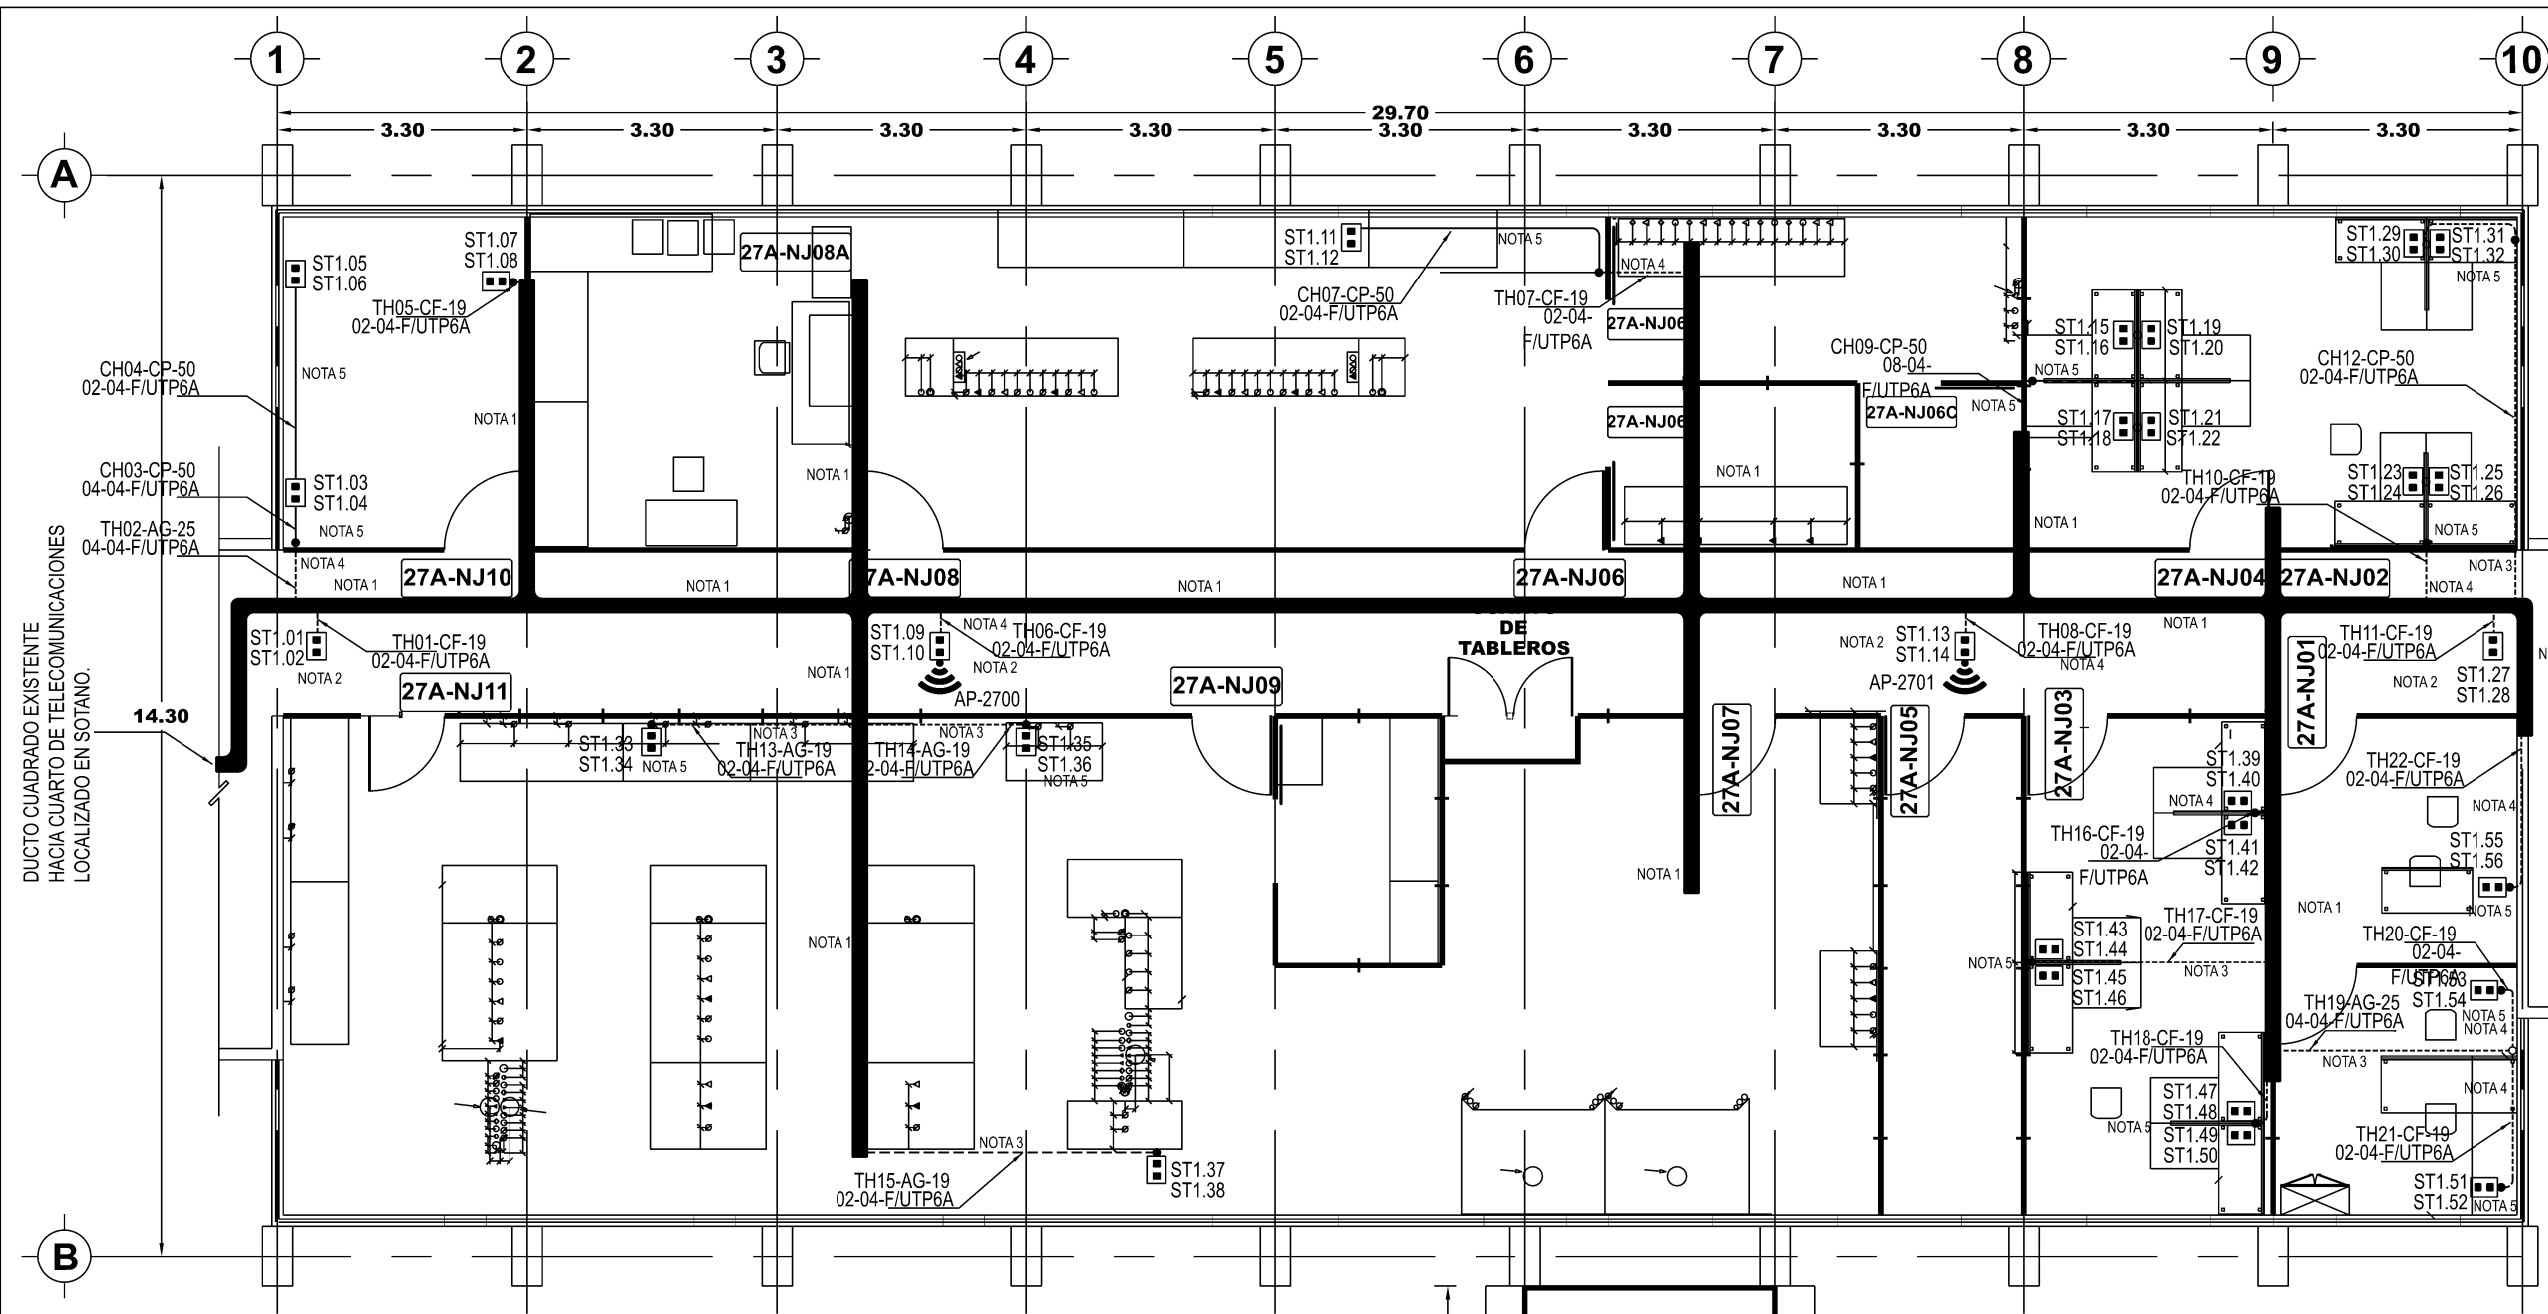 1
2
3
4
5
6
7
8
9
10
29.70
3.30
3.30
3.30
3.30
3.30
3.30
3.30
3.30
3.30
A
B
14.30
DUCTO CUADRADO EXISTENTE
HACIA CUARTO DE TELECOMUNICACIONES
LOCALIZADO EN SOTANO.
ST1.05
ST1.06
ST1.07
ST1.08
TH05-CF-19
02-04-F/UTP6A
27A-NJ08A
CH04-CP-50
02-04-F/UTP6A
NOTA 5
NOTA 1
CH03-CP-50
04-04-F/UTP6A
ST1.03
ST1.04
NOTA 5
TH02-AG-25
04-04-F/UTP6A
NOTA 4
NOTA 1
27A-NJ10
NOTA 1
NOTA 1
27A-NJ08
NOTA 1
ST1.11
ST1.12
NOTA 5
CH07-CP-50
02-04-F/UTP6A
NOTA 4
TH07-CF-19
02-04-
F/UTP6A
27A-NJ06
27A-NJ06
NOTA 1
27A-NJ06
CH09-CP-50
08-04-
F/UTP6A
27A-NJ06C
NOTA 5
NOTA 1
ST1.15
ST1.16
ST1.19
ST1.20
NOTA 5
ST1.17
ST1.18
ST1.21
ST1.22
NOTA 1
TH10-CF-19
02-04-F/UTP6A
27A-NJ04
ST1.29
ST1.30
ST1.31
ST1.32
NOTA 5
CH12-CP-50
02-04-F/UTP6A
ST1.23
ST1.24
ST1.25
ST1.26
NOTA 5
NOTA 3
NOTA 4
27A-NJ02
ST1.01
ST1.02
TH01-CF-19
02-04-F/UTP6A
NOTA 2
27A-NJ11
NOTA 1
ST1.09
ST1.10
NOTA 4
TH06-CF-19
02-04-F/UTP6A
NOTA 2
AP-2700
27A-NJ09
DE
TABLEROS
NOTA 2
ST1.13
ST1.14
TH08-CF-19
02-04-F/UTP6A
NOTA 4
AP-2701
NOTA 1
27A-NJ01
TH11-CF-19
02-04-F/UTP6A
NOTA 2
ST1.27
ST1.28
27A-NJ07
27A-NJ05
27A-NJ03
ST1.33
ST1.34
NOTA 5
NOTA 3
TH13-AG-19
02-04-F/UTP6A
TH14-AG-19
02-04-F/UTP6A
NOTA 3
ST1.35
ST1.36
NOTA 5
NOTA 1
NOTA 1
ST1.39
ST1.40
NOTA 4
TH16-CF-19
02-04-
F/UTP6A
ST1.41
ST1.42
TH22-CF-19
02-04-F/UTP6A
NOTA 4
ST1.55
ST1.56
NOTA 5
NOTA 1
ST1.43
ST1.44
TH17-CF-19
02-04-F/UTP6A
NOTA 5
NOTA 3
ST1.45
ST1.46
TH20-CF-19
02-04-
F/UTP6A
ST1.53
ST1.54
TH19-AG-25
04-04-F/UTP6A
NOTA 5
NOTA 4
NOTA 3
TH18-CF-19
02-04-F/UTP6A
ST1.47
ST1.48
NOTA 5
ST1.49
ST1.50
NOTA 4
TH21-CF-19
02-04-F/UTP6A
ST1.51
ST1.52
NOTA 5
NOTA 3
TH15-AG-19
02-04-F/UTP6A
ST1.37
ST1.38